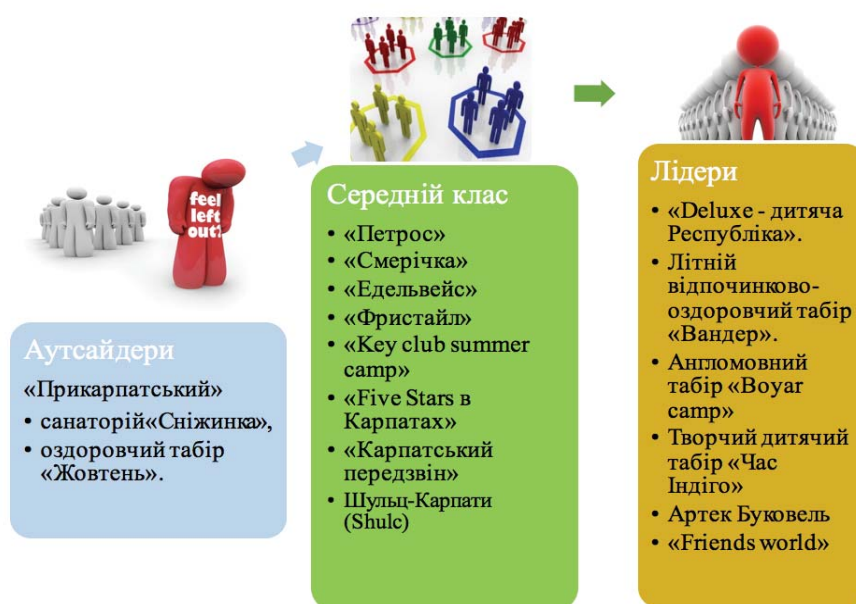 feel
left
out?
Аутсайдери
«Прикарпатський»
• санаторій«Сніжинка»,
• оздоровчий табір
«Жовтень».
Середній клас
• «Петрос»
• «Смерічка»
• «Едельвейс»
• «Фристайл»
• «Key club summer
camp»
• «Five Stars в
Карпатах»
• «Карпатський
передзвін»
• Шульц-Карпати
(Shulc)
Лідери
• «Deluxe - дитяча
Республіка».
• Літній
відпочинково-
оздоровчий табір
«Вандер».
• Англомовний
табір «Boyar
camp»
• Творчий дитячий
табір «Час
Індіго»
• Артек Буковель
• «Friends world»